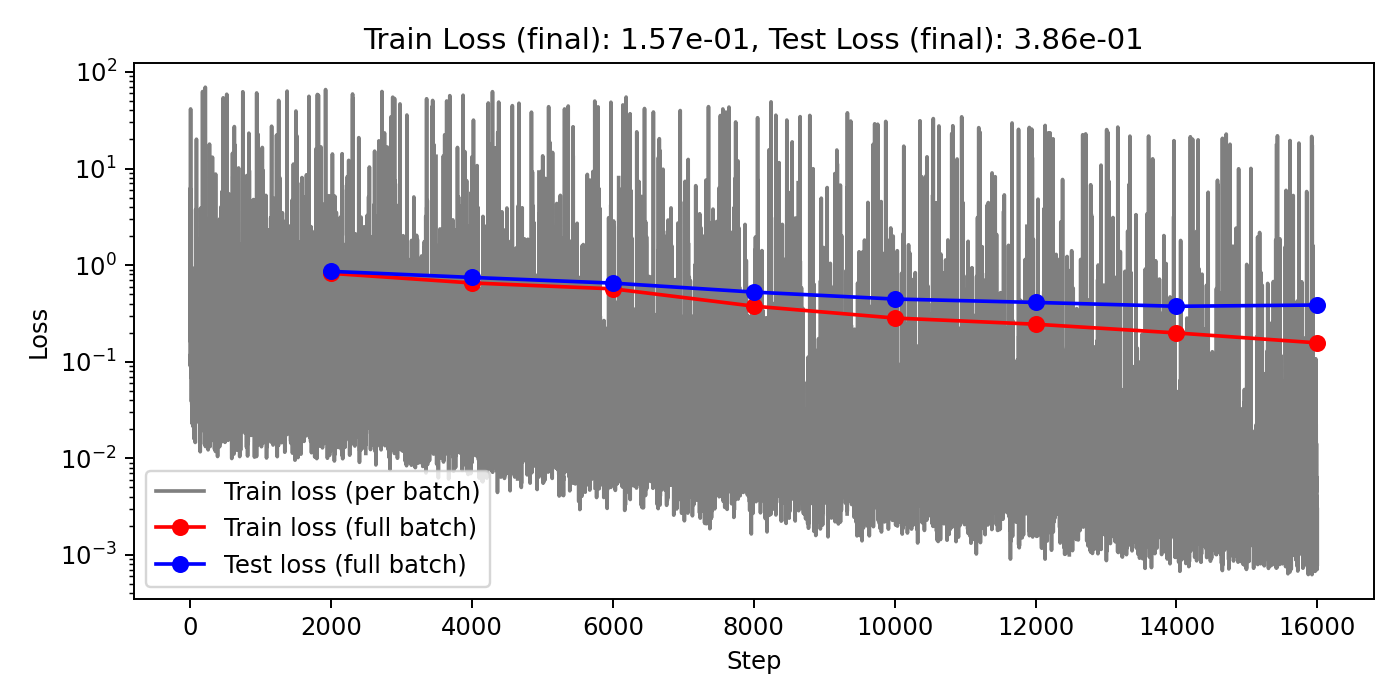 Train Loss (final): 1.57e-01, Test Loss (final): 3.86e-01
Loss
10²
10¹
10⁰
10⁻¹
10⁻²
10⁻³
Train loss (per batch)
Train loss (full batch)
Test loss (full batch)
0 2000 4000 6000 8000 10000 12000 14000 16000
Step